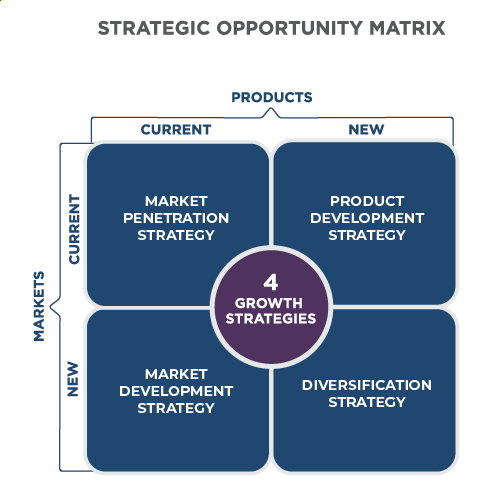 STRATEGIC OPPORTUNITY MATRIX
PRODUCTS
CURRENT
NEW
MARKETS
CURRENT
MARKET
PENETRATION
STRATEGY
PRODUCT
DEVELOPMENT
STRATEGY
4
GROWTH
STRATEGIES
NEW
MARKET
DEVELOPMENT
STRATEGY
DIVERSIFICATION
STRATEGY